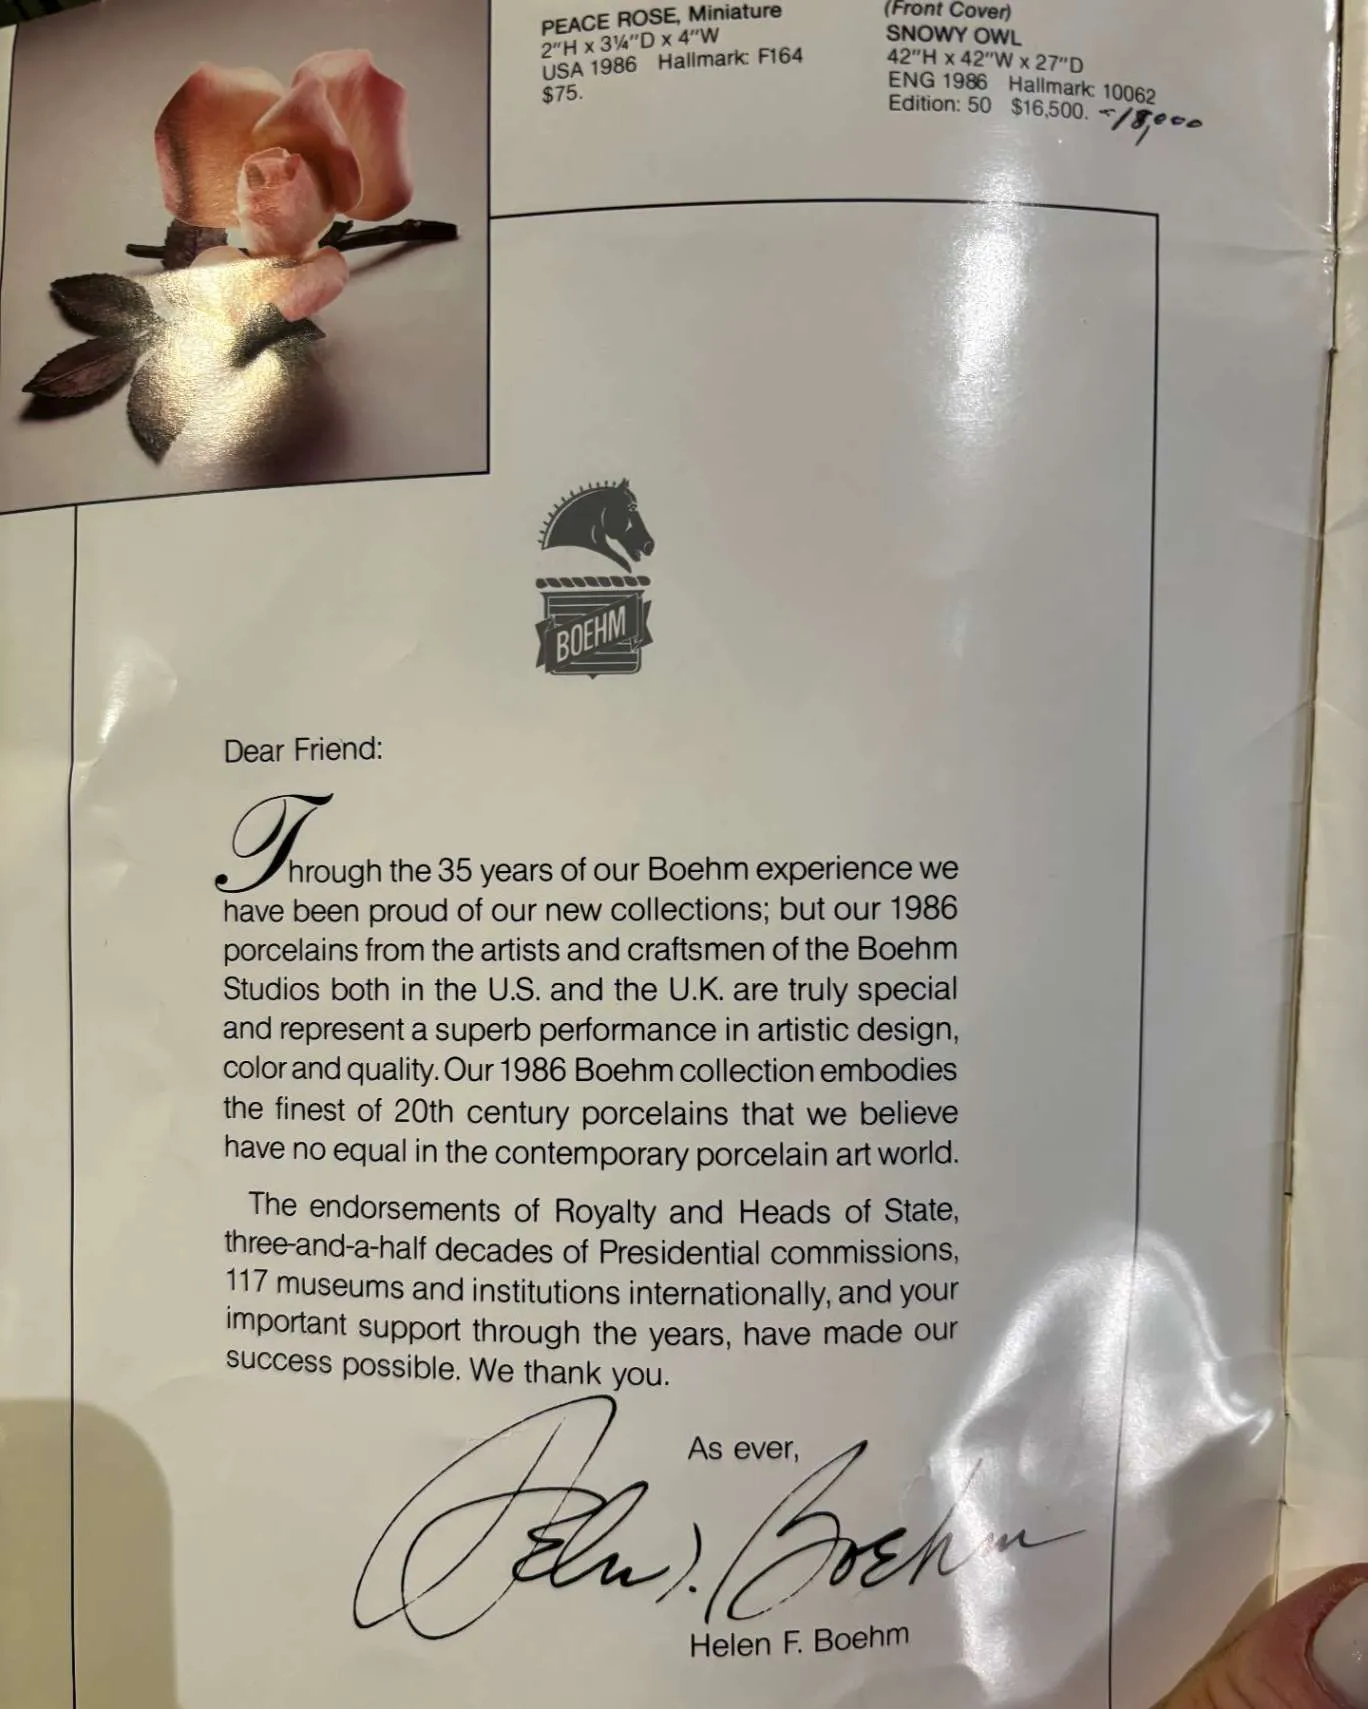 PEACE ROSE, Miniature
2"H x 3¼"D x 4"W
USA 1986 Hallmark: F164
$75.
(Front Cover)
SNOWY OWL
42"H x 42"W x 27"D
ENG 1986 Hallmark: 10062
Edition: 50 $16,500. -18,000
BOEHM
Dear Friend:
Through the 35 years of our Boehm experience we
have been proud of our new collections; but our 1986
porcelains from the artists and craftsmen of the Boehm
Studios both in the U.S. and the U.K. are truly special
and represent a superb performance in artistic design,
color and quality. Our 1986 Boehm collection embodies
the finest of 20th century porcelains that we believe
have no equal in the contemporary porcelain art world.
The endorsements of Royalty and Heads of State,
three-and-a-half decades of Presidential commissions,
117 museums and institutions internationally, and your
important support through the years, have made our
success possible. We thank you.
As ever,
Helen F. Boehm
Helen F. Boehm